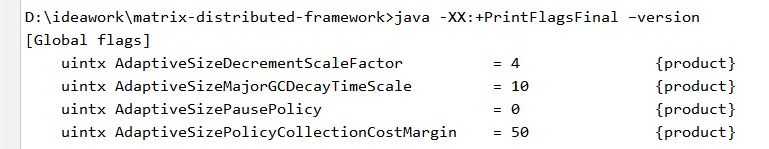 D:\ideawork\matrix-distributed-framework>java -XX:+PrintFlagsFinal –version
[Global flags]
    uintx AdaptiveSizeDecrementScaleFactor          = 4               {product}
    uintx AdaptiveSizeMajorGCDecayTimeScale         = 10              {product}
    uintx AdaptiveSizePausePolicy                   = 0               {product}
    uintx AdaptiveSizePolicyCollectionCostMargin    = 50              {product}